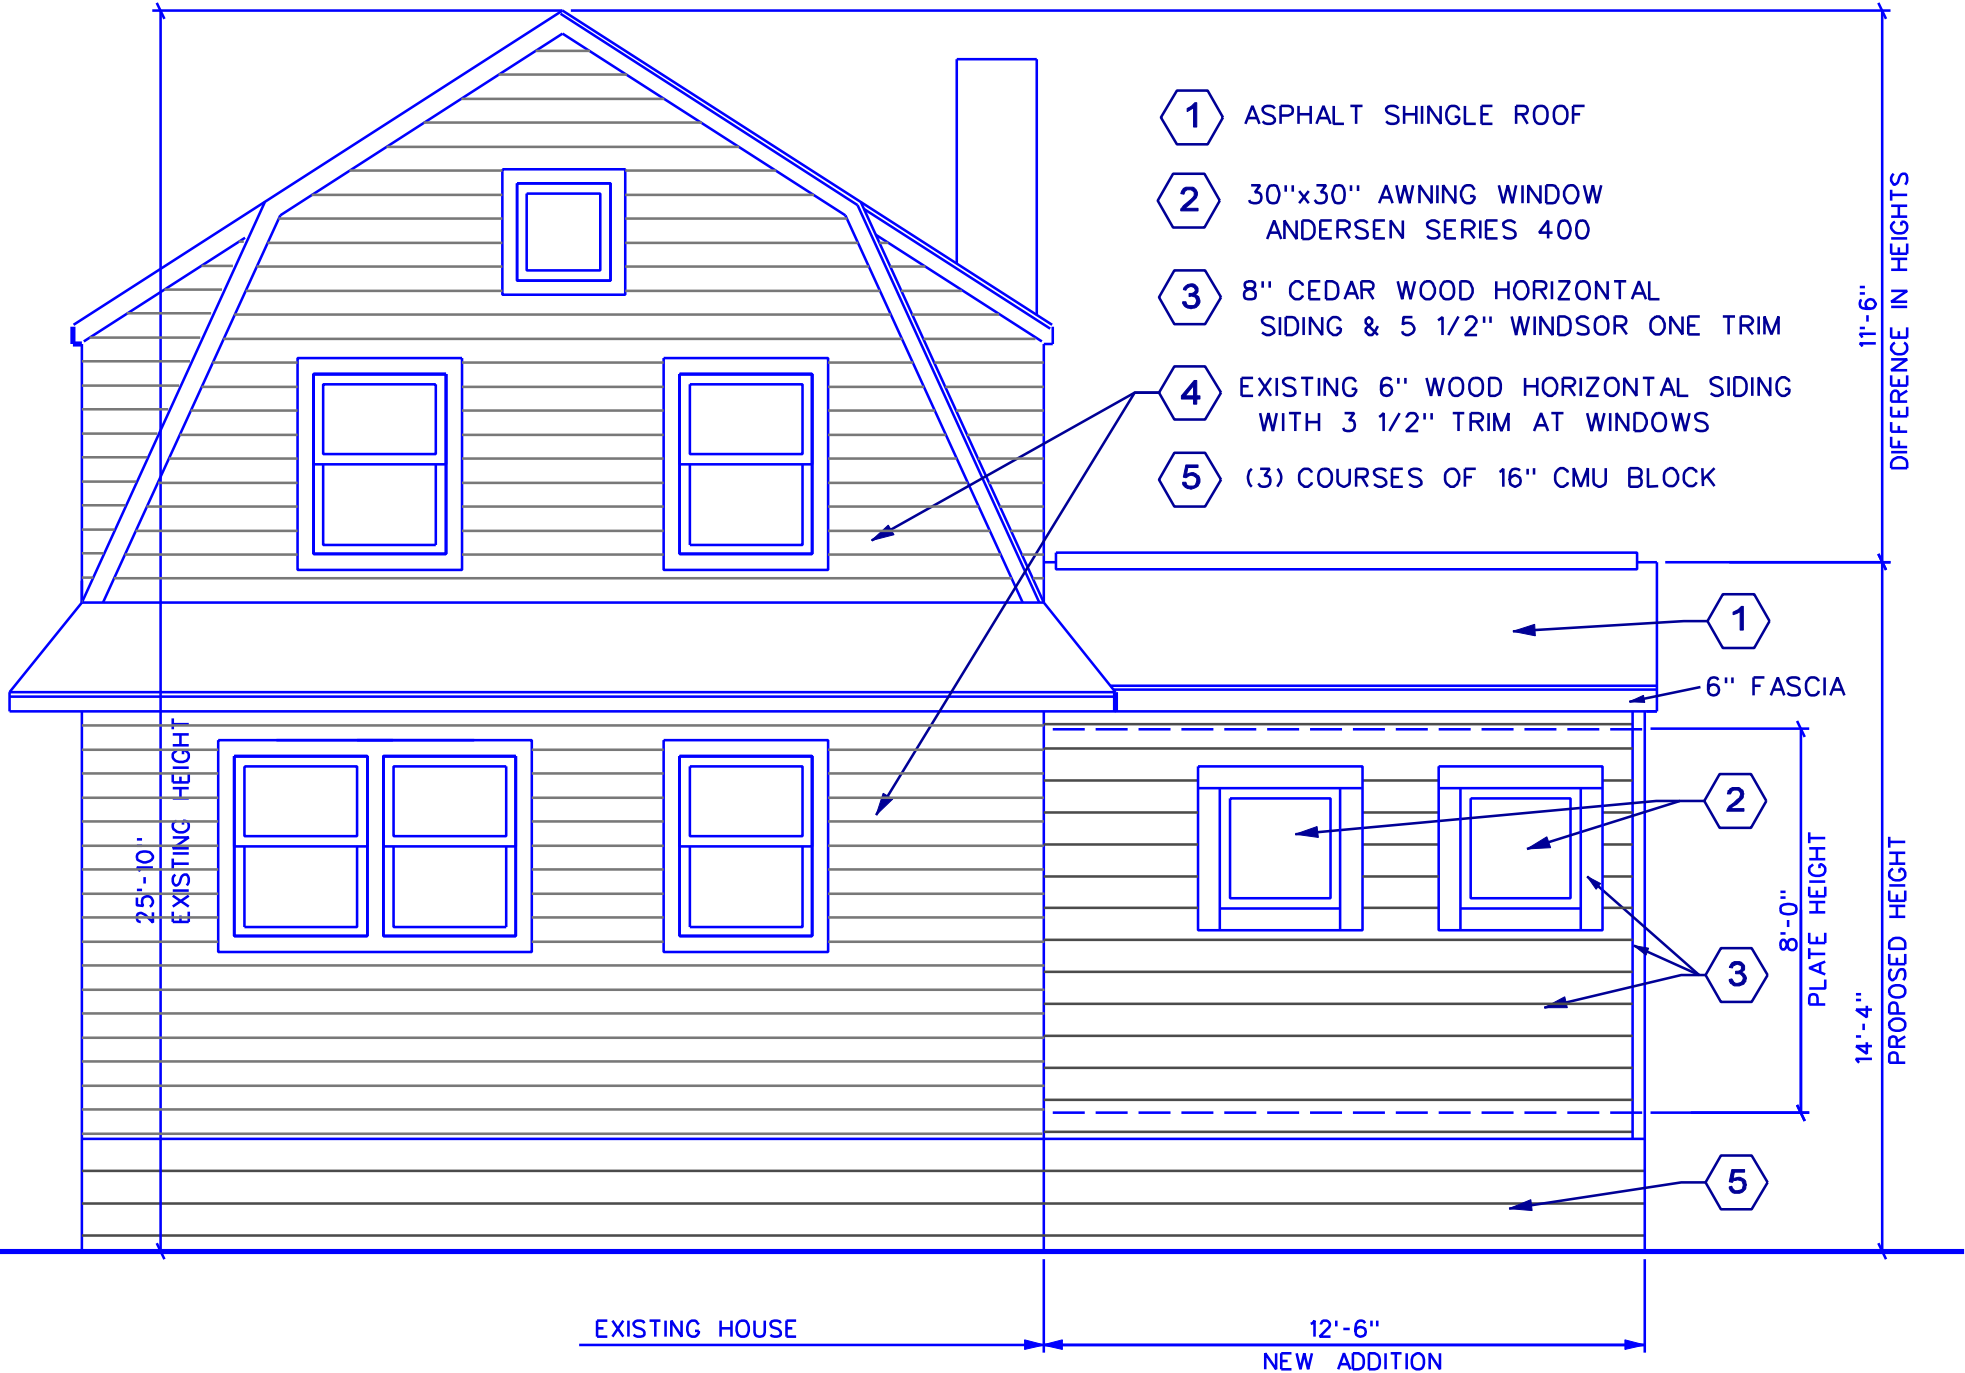 1 ASPHALT SHINGLE ROOF
2 30"x30" AWNING WINDOW
ANDERSEN SERIES 400
3 8" CEDAR WOOD HORIZONTAL
SIDING & 5 1/2" WINDSOR ONE TRIM
4 EXISTING 6" WOOD HORIZONTAL SIDING
WITH 3 1/2" TRIM AT WINDOWS
5 (3) COURSES OF 16" CMU BLOCK
11'-6"
DIFFERENCE IN HEIGHTS
1
6" FASCIA
2
3
5
8'-0"
PLATE HEIGHT
14'-4"
PROPOSED HEIGHT
25'-10"
EXISTING HEIGHT
EXISTING HOUSE
12'-6"
NEW ADDITION